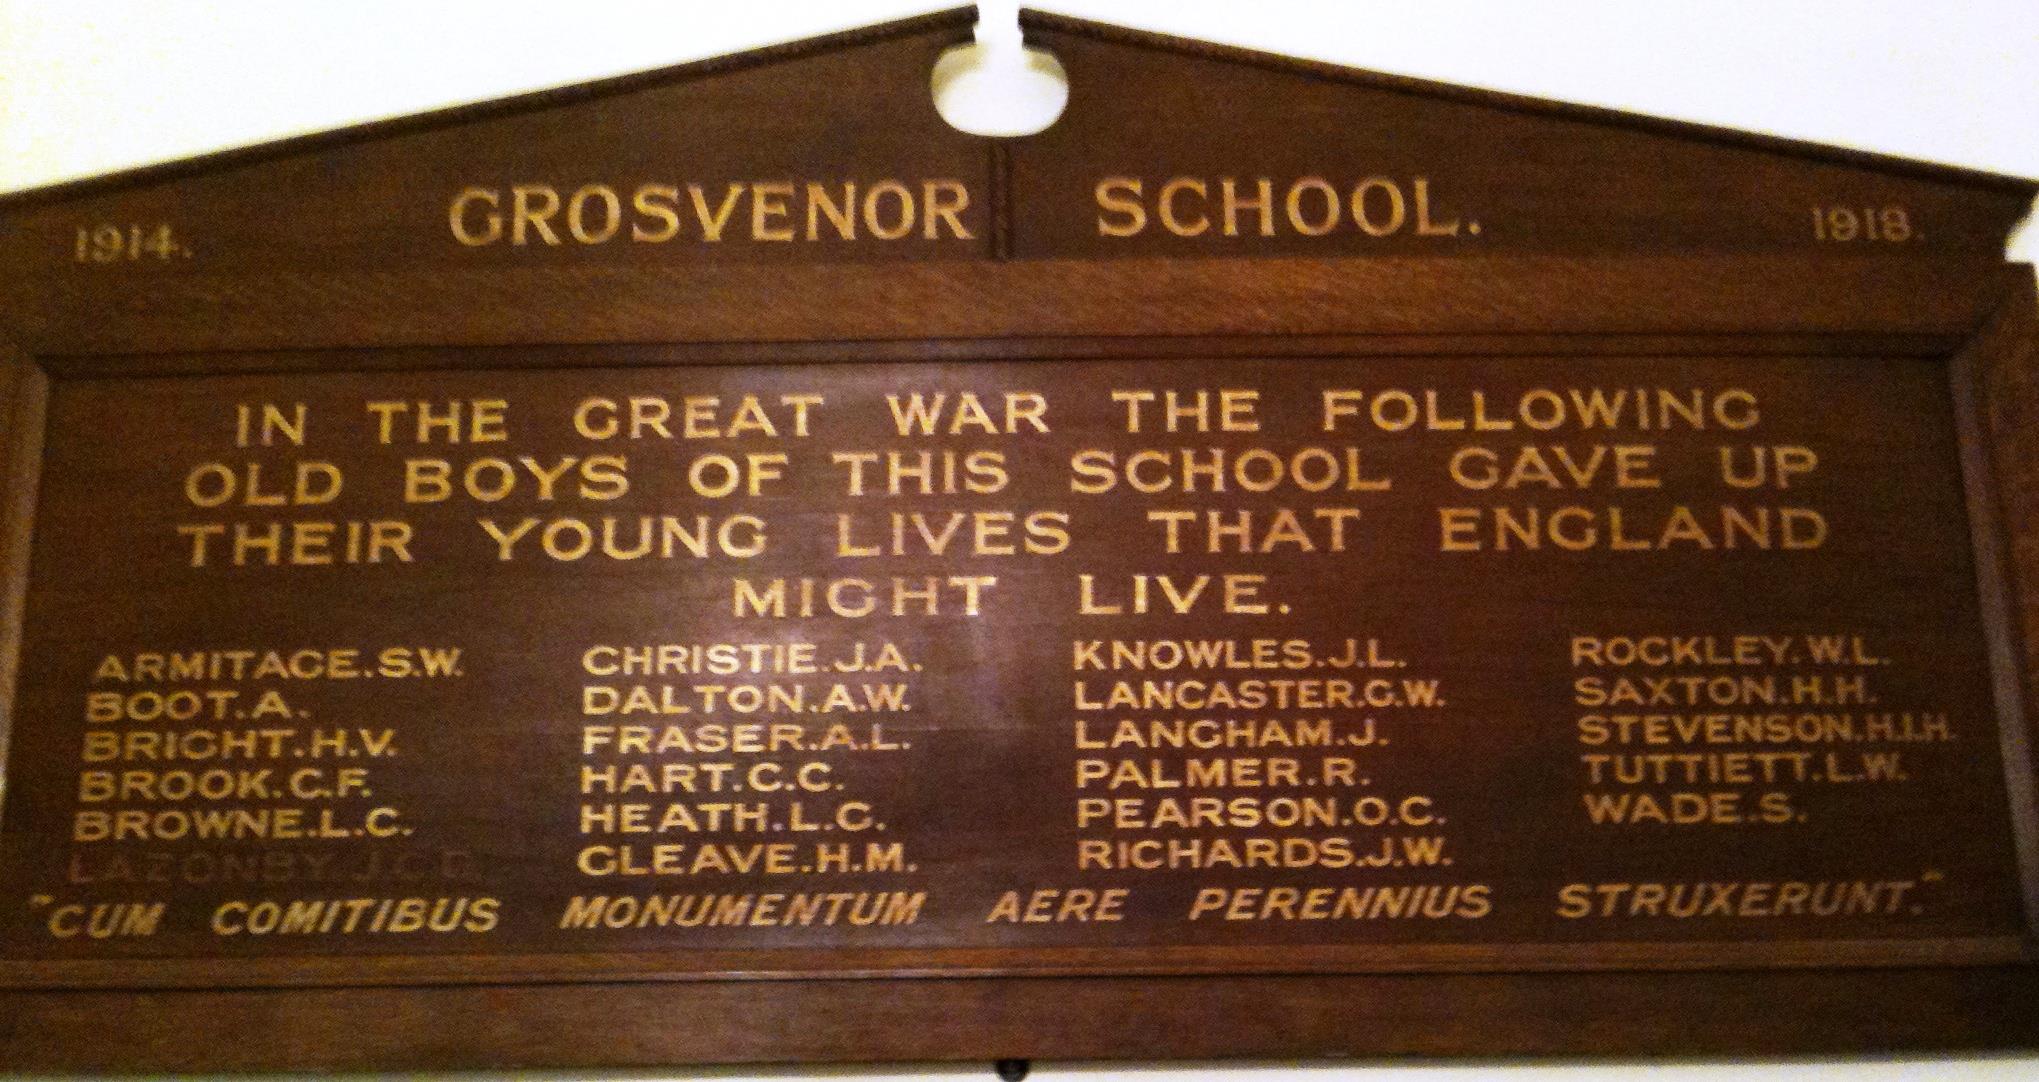 1914. GROSVENOR SCHOOL. 1918.
IN THE GREAT WAR THE FOLLOWING
OLD BOYS OF THIS SCHOOL GAVE UP
THEIR YOUNG LIVES THAT ENGLAND
MIGHT LIVE.
ARMITAGE.S.W.
BOOT.A.
BRIGHT.H.V.
BROOK.C.F.
BROWNE.L.C.
LAZONBY.J.C.D.
CHRISTIE.J.A.
DALTON.A.W.
FRASER.A.L.
HART.C.C.
HEATH.L.G.
GLEAVE.H.M.
KNOWLES.J.L.
LANCASTER.G.W.
LANGHAM.J.
PALMER.R.
PEARSON.O.C.
RICHARDS.J.W.
ROCKLEY.W.L.
SAXTON.H.H.
STEVENSON.H.I.H.
TUTTIETT.L.W.
WADE.S.
"CUM COMITIBUS MONUMENTUM AERE PERENNIUS STRUXERUNT."